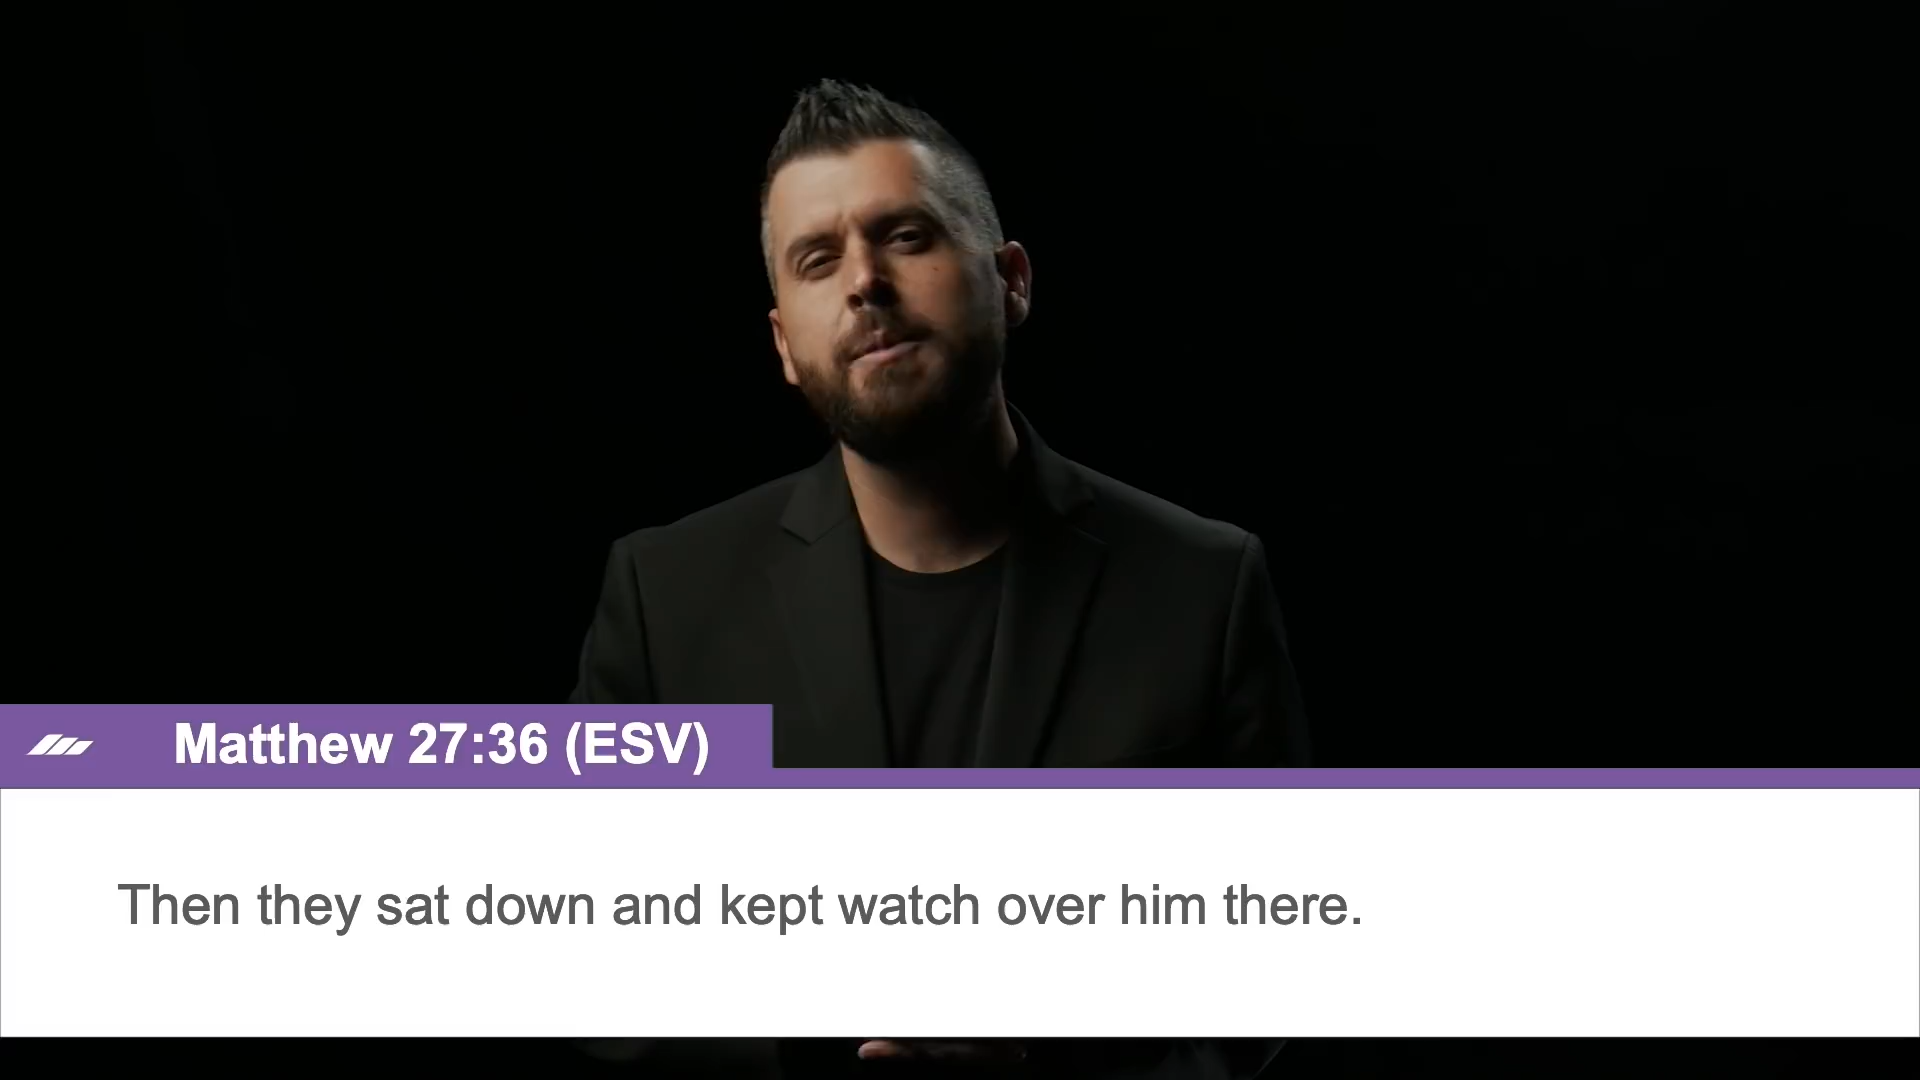 Matthew 27:36 (ESV)
Then they sat down and kept watch over him there.